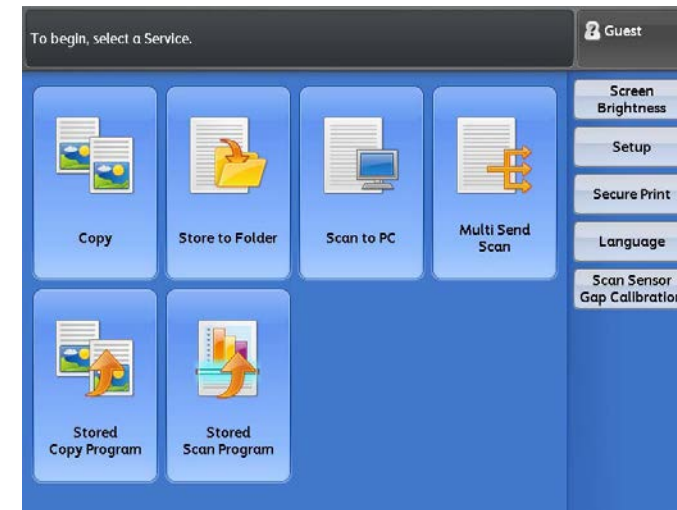 To begin, select a Service.
Guest
Screen
Brightness
Setup
Secure Print
Language
Scan Sensor
Gap Calibration
Copy
Store to Folder
Scan to PC
Multi Send
Scan
Stored
Copy Program
Stored
Scan Program